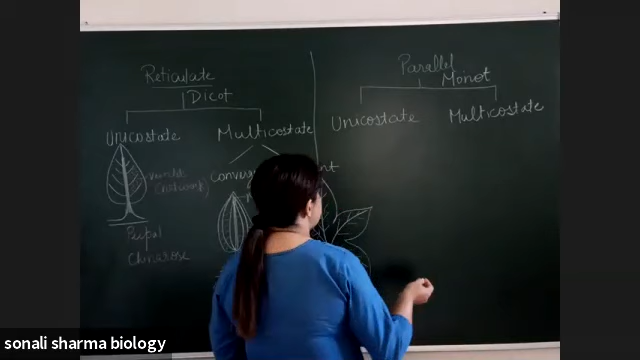 Reticulate
Dicot
Unicostate
Multicostate
Peepal
Chinarose
Parallel
Monot
Unicostate
Multicostate
sonali sharma biology